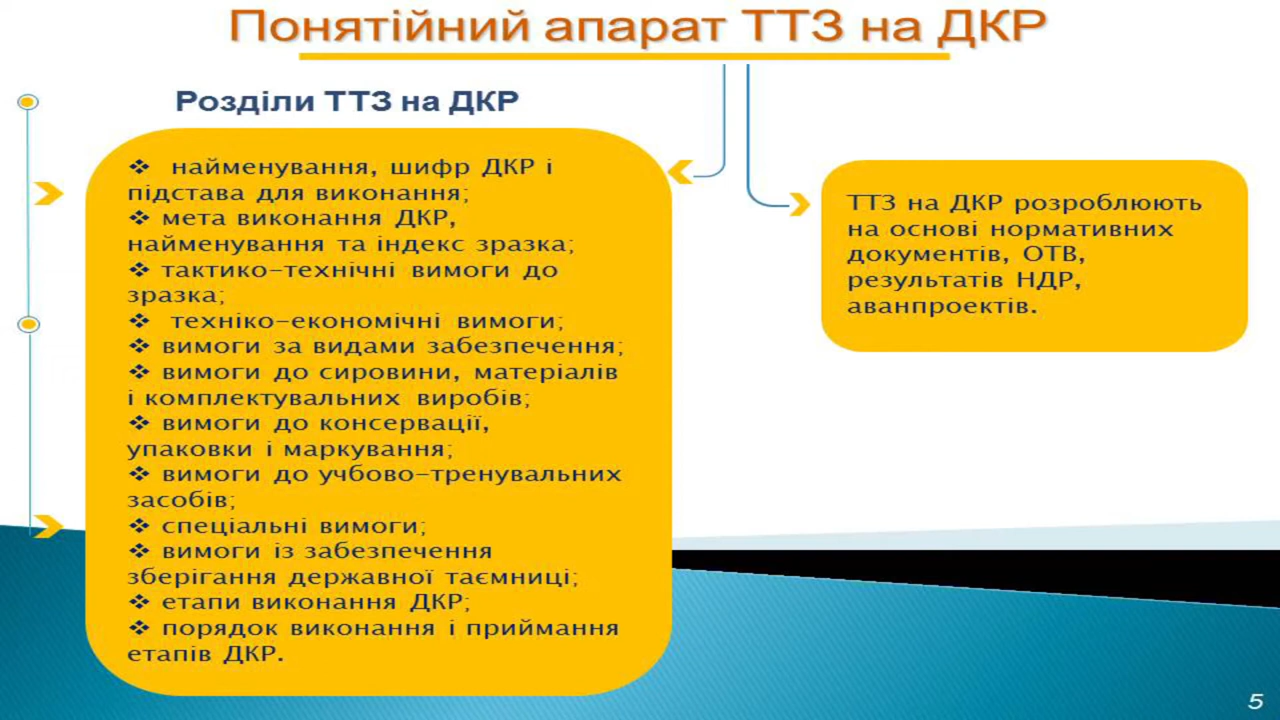 Понятійний апарат ТТЗ на ДКР
Розділи ТТЗ на ДКР
❖ найменування, шифр ДКР і
підстава для виконання;
❖ мета виконання ДКР,
найменування та індекс зразка;
❖ тактико-технічні вимоги до
зразка;
❖ техніко-економічні вимоги;
❖ вимоги за видами забезпечення;
❖ вимоги до сировини, матеріалів
і комплектувальних виробів;
❖ вимоги до консервації,
упаковки і маркування;
❖ вимоги до учбово-тренувальних
засобів;
❖ спеціальні вимоги;
❖ вимоги із забезпечення
зберігання державної таємниці;
❖ етапи виконання ДКР;
❖ порядок виконання і приймання
етапів ДКР.
ТТЗ на ДКР розроблюють
на основі нормативних
документів, ОТВ,
результатів НДР,
аванпроектів.
5